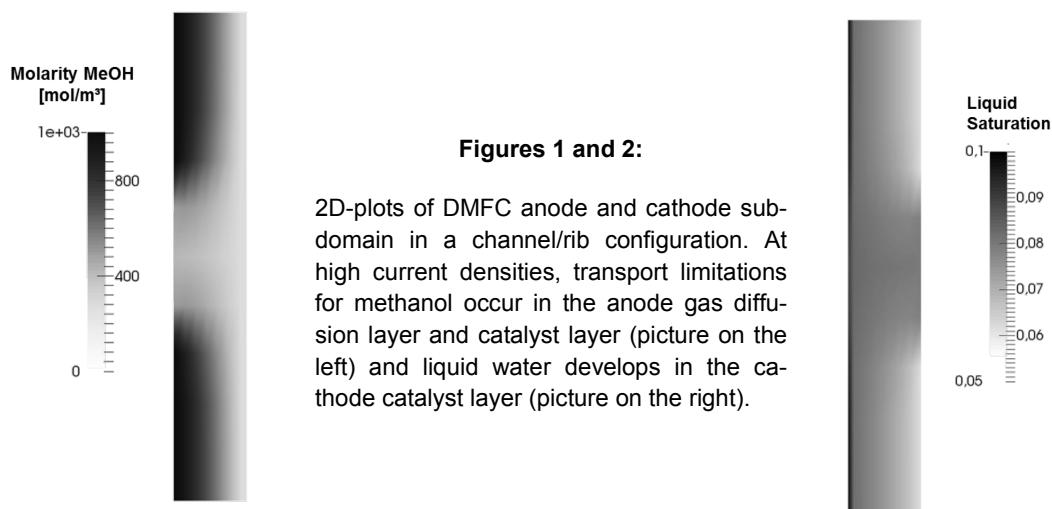 Molarity MeOH
[mol/m³]
1e+03
800
400
0
Figures 1 and 2:
2D-plots of DMFC anode and cathode sub-
domain in a channel/rib configuration. At
high current densities, transport limitations
for methanol occur in the anode gas diffu-
sion layer and catalyst layer (picture on the
left) and liquid water develops in the ca-
thode catalyst layer (picture on the right).
Liquid
Saturation
0,1
0,09
0,08
0,07
0,06
0,05